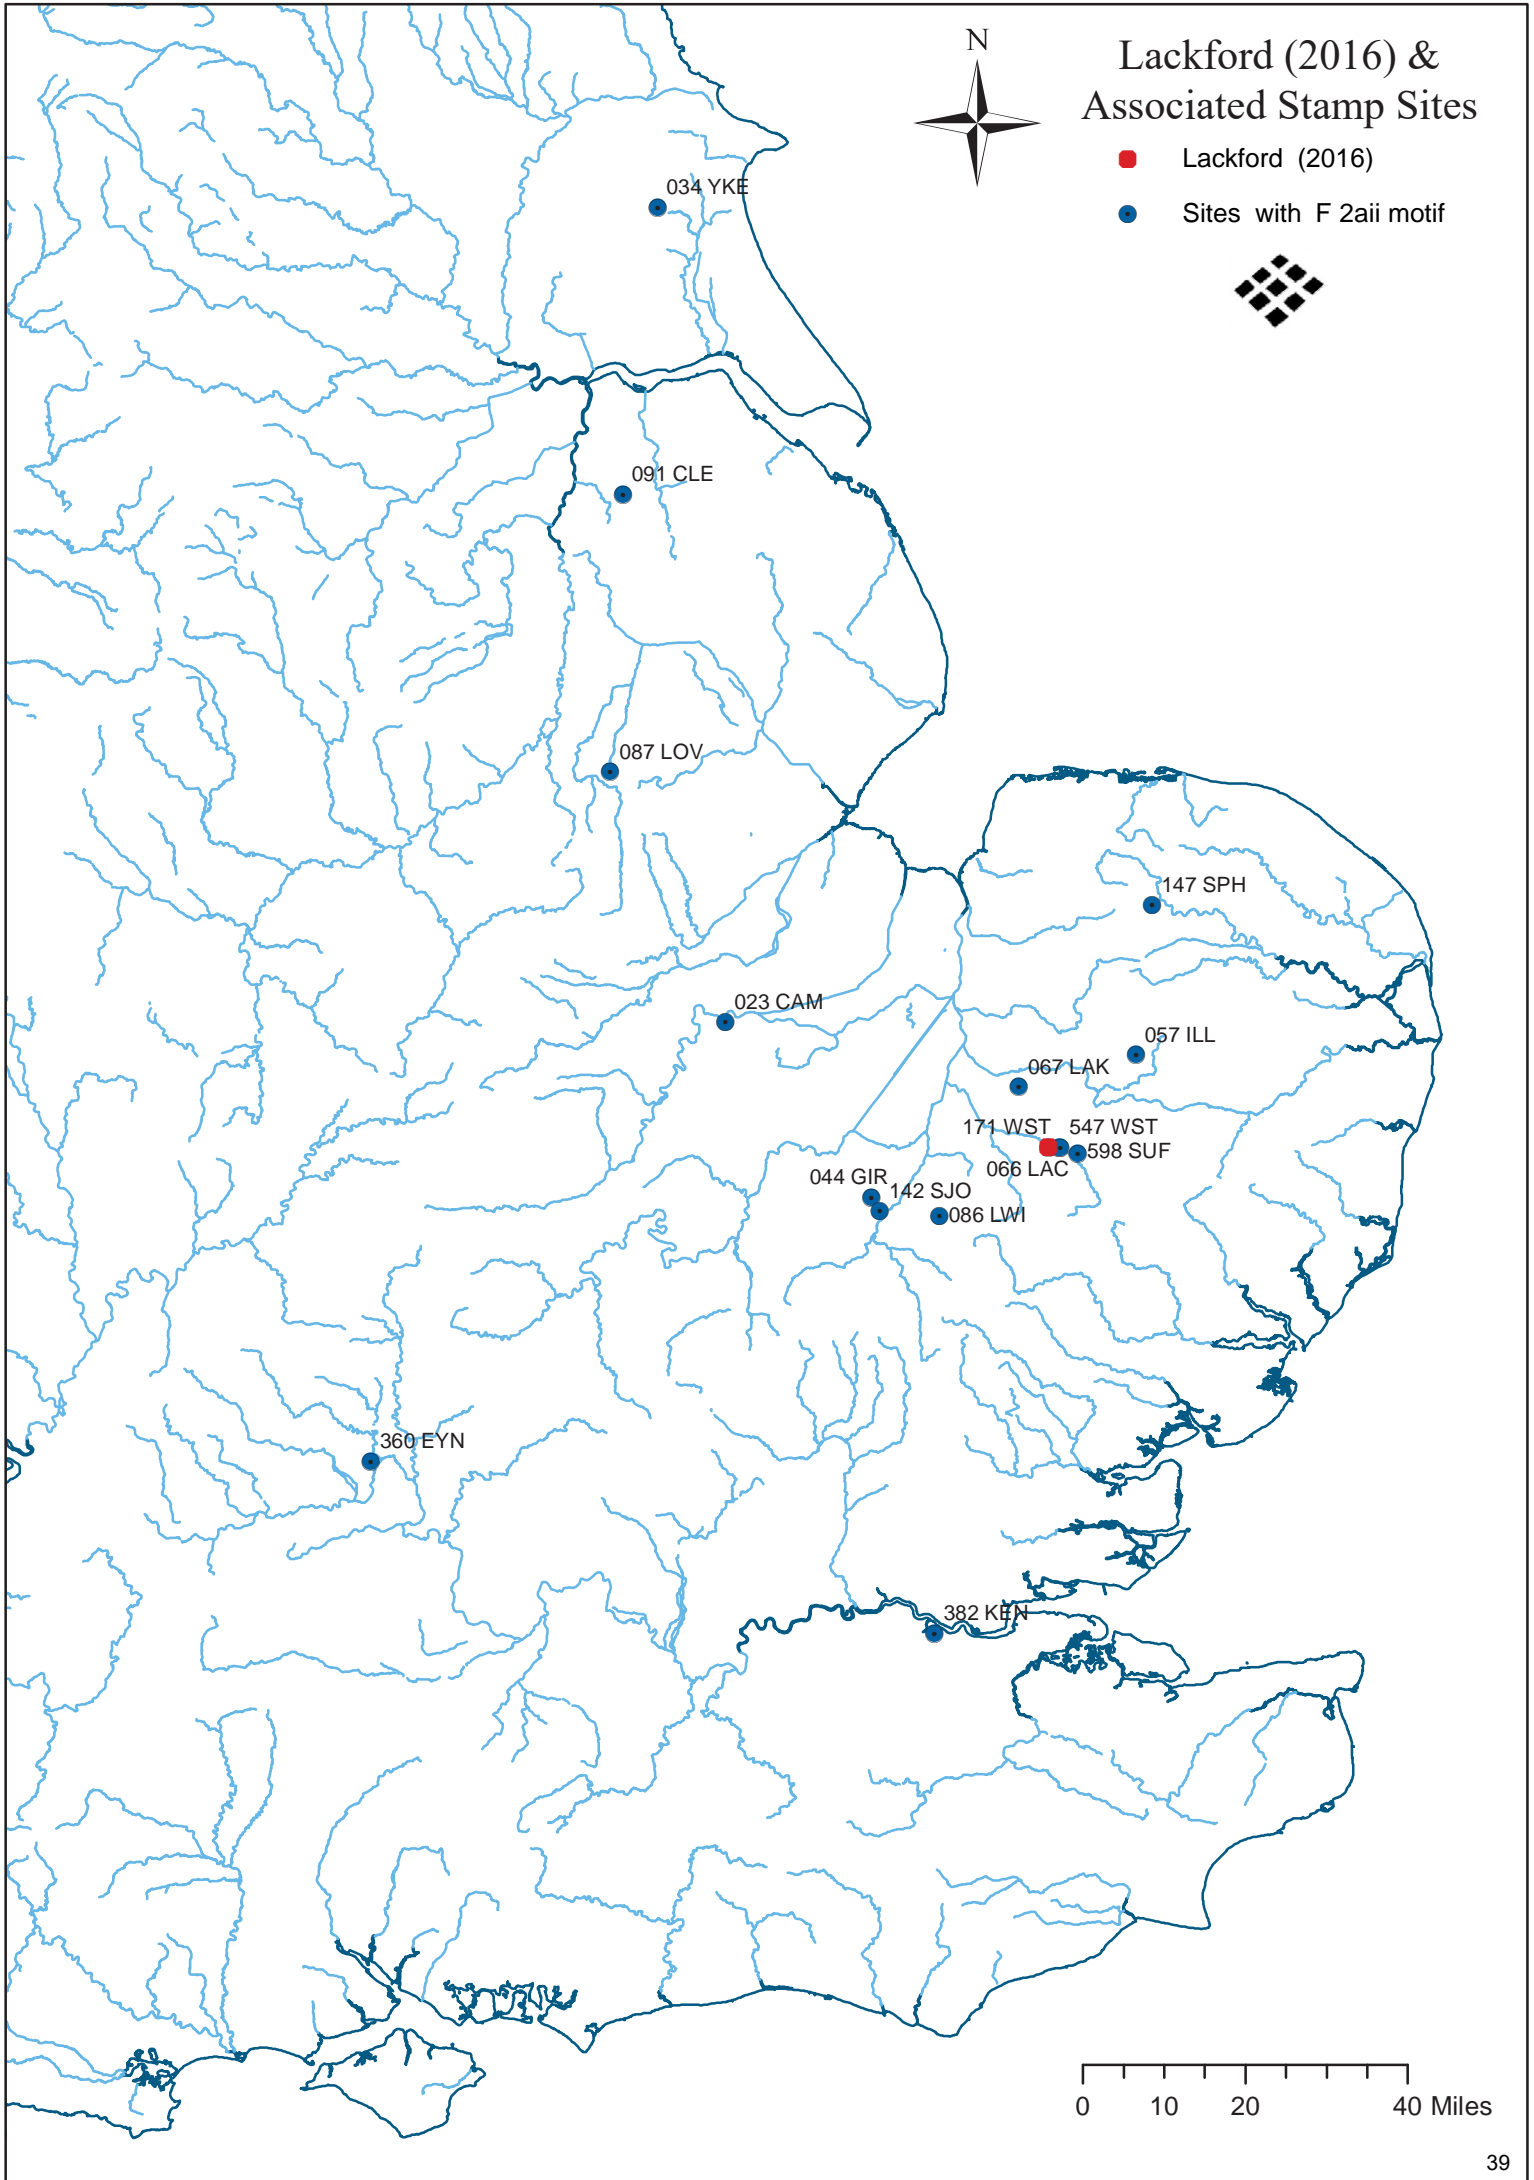 N
Lackford (2016) &
Associated Stamp Sites
Lackford (2016)
Sites with F 2aii motif
034 YKE
091 CLE
087 LOV
147 SPH
023 CAM
057 ILL
067 LAK
171 WST
547 WST
066 LAC
598 SUF
044 GIR
142 SJO
086 LWI
360 EYN
382 KEN
0 10 20 40 Miles
39